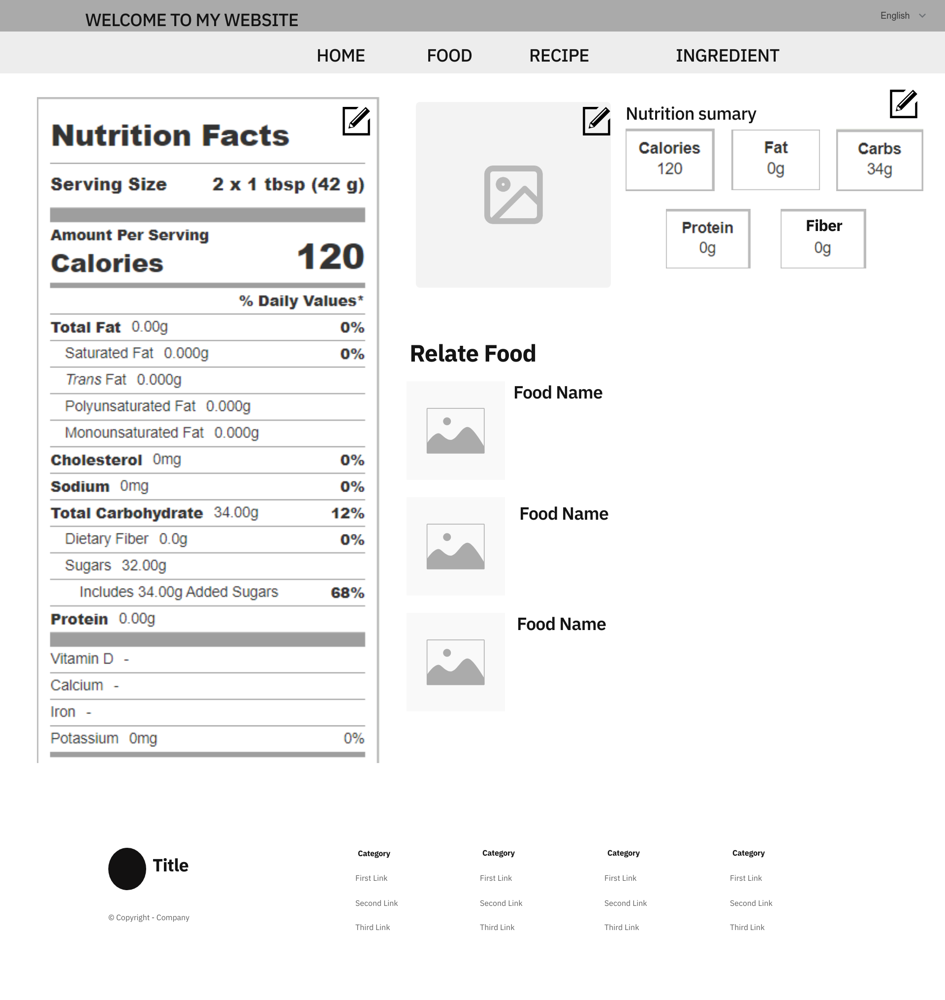 WELCOME TO MY WEBSITE
English
HOME FOOD RECIPE INGREDIENT
Nutrition Facts
Serving Size 2 x 1 tbsp (42 g)
Amount Per Serving
Calories 120
% Daily Values*
Total Fat 0.00g 0%
Saturated Fat 0.000g 0%
Trans Fat 0.000g
Polyunsaturated Fat 0.000g
Monounsaturated Fat 0.000g
Cholesterol 0mg 0%
Sodium 0mg 0%
Total Carbohydrate 34.00g 12%
Dietary Fiber 0.0g 0%
Sugars 32.00g
Includes 34.00g Added Sugars 68%
Protein 0.00g
Vitamin D -
Calcium -
Iron -
Potassium 0mg 0%
Nutrition sumary
Calories
120
Fat
0g
Carbs
34g
Protein
0g
Fiber
0g
Relate Food
Food Name
Food Name
Food Name
Title
© Copyright - Company
Category
First Link
Second Link
Third Link
Category
First Link
Second Link
Third Link
Category
First Link
Second Link
Third Link
Category
First Link
Second Link
Third Link